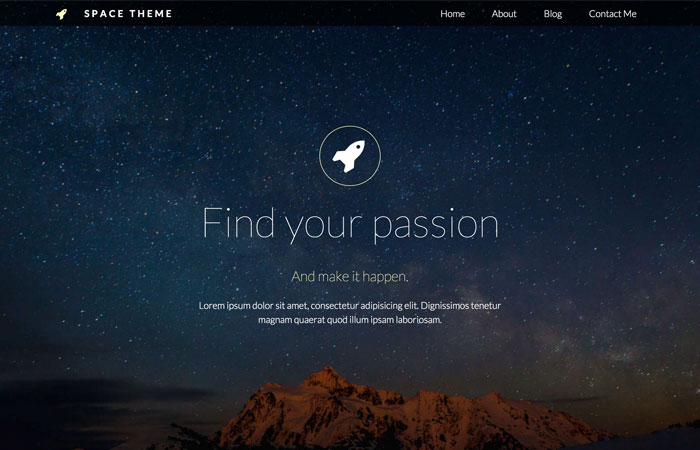 SPACE THEME
Home
About
Blog
Contact Me
Find your passion
And make it happen.
Lorem ipsum dolor sit amet, consectetur adipisicing elit. Dignissimos tenetur
magnam quaerat quod illum ipsam laboriosam.